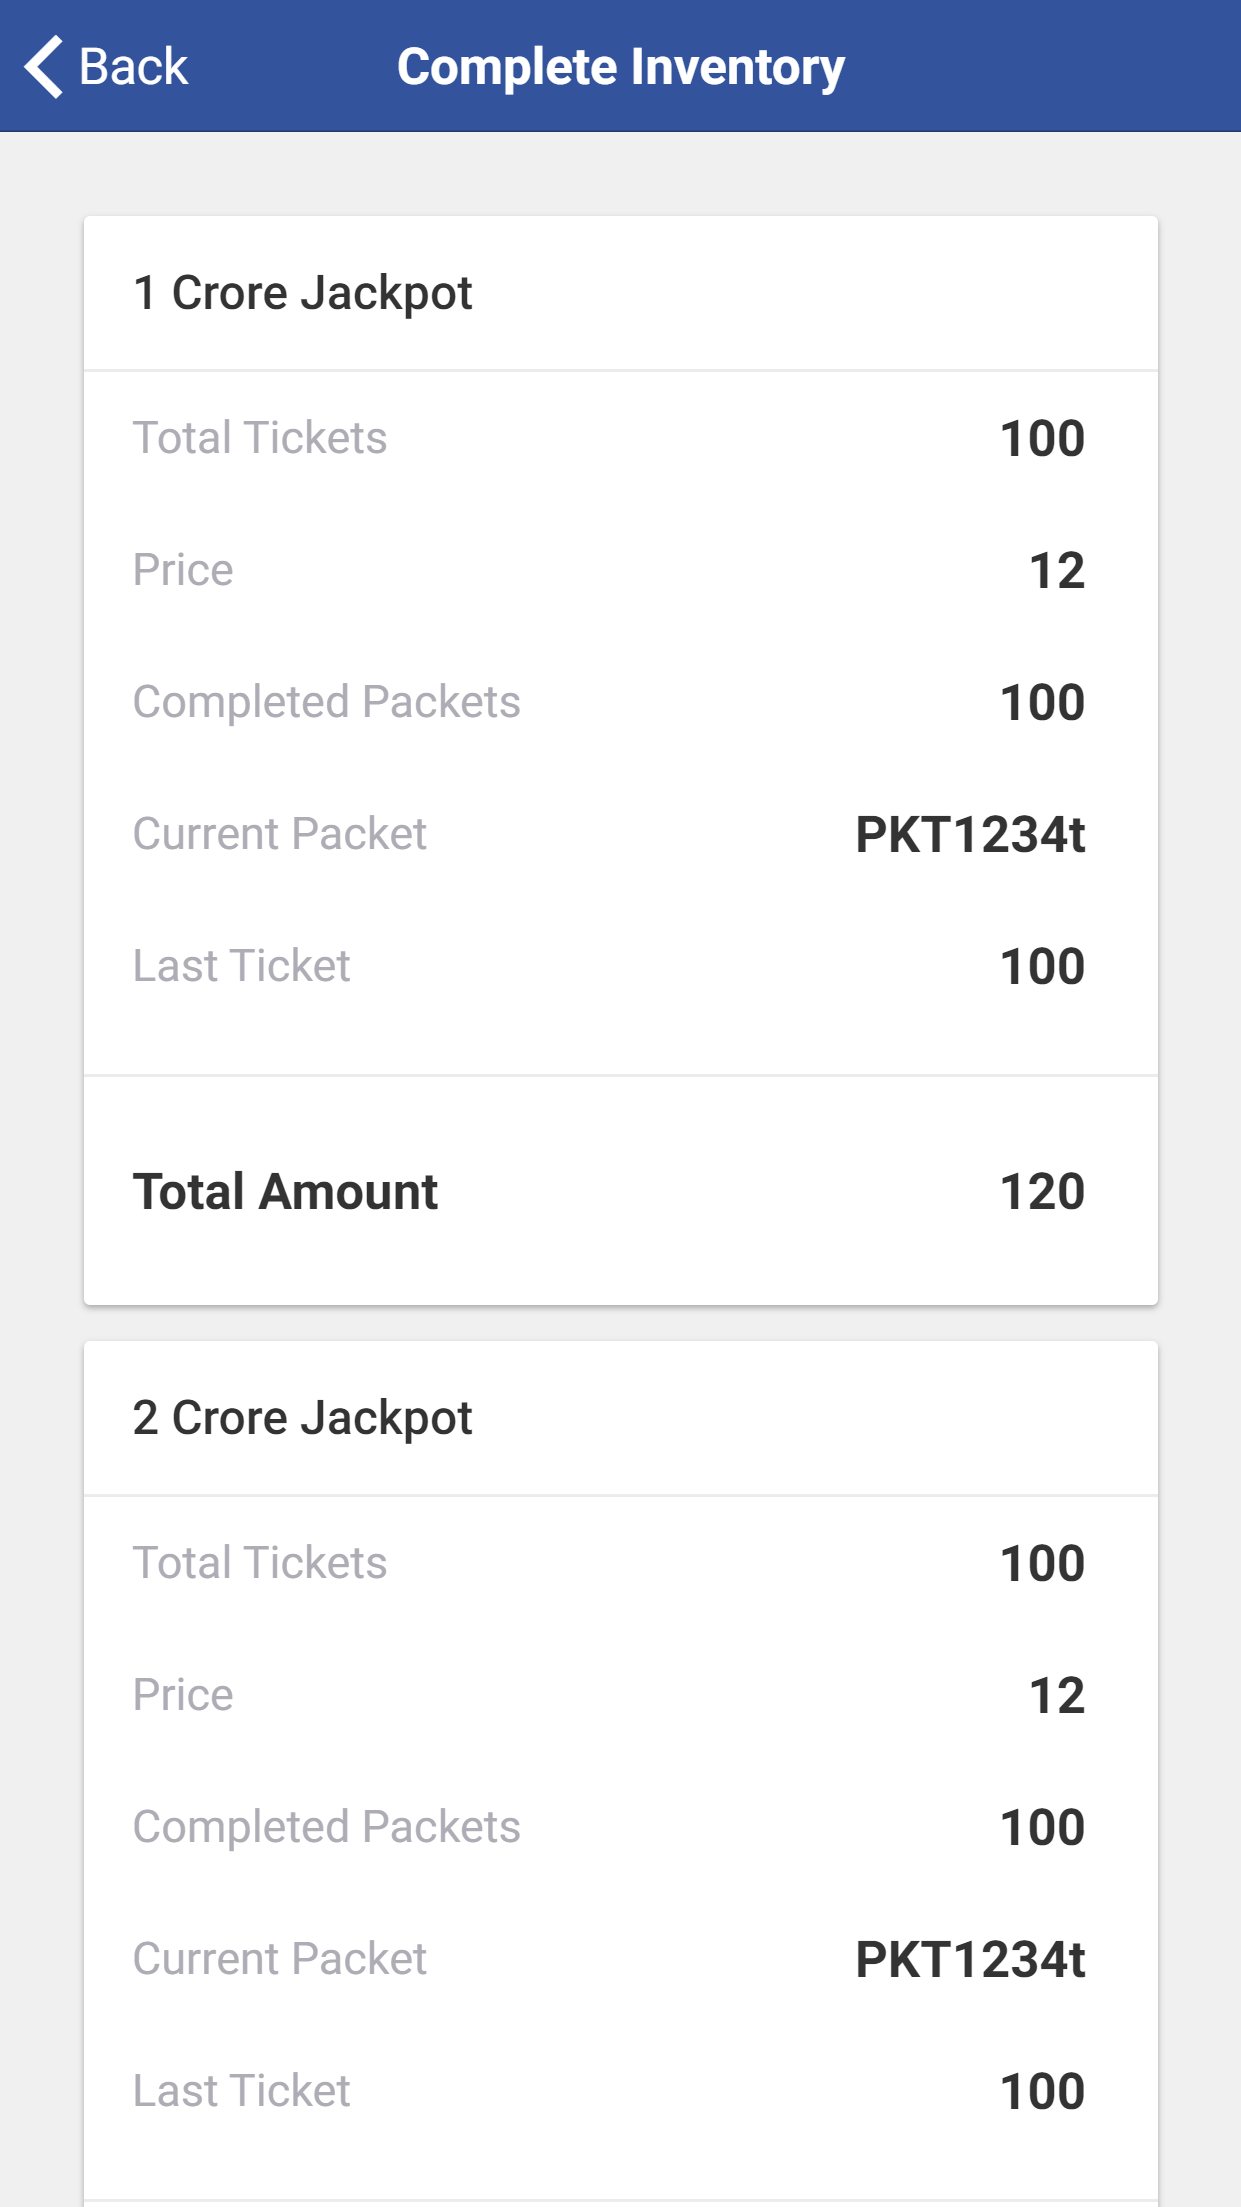 Back Complete Inventory
1 Crore Jackpot
Total Tickets 100
Price 12
Completed Packets 100
Current Packet PKT1234t
Last Ticket 100
Total Amount 120
2 Crore Jackpot
Total Tickets 100
Price 12
Completed Packets 100
Current Packet PKT1234t
Last Ticket 100